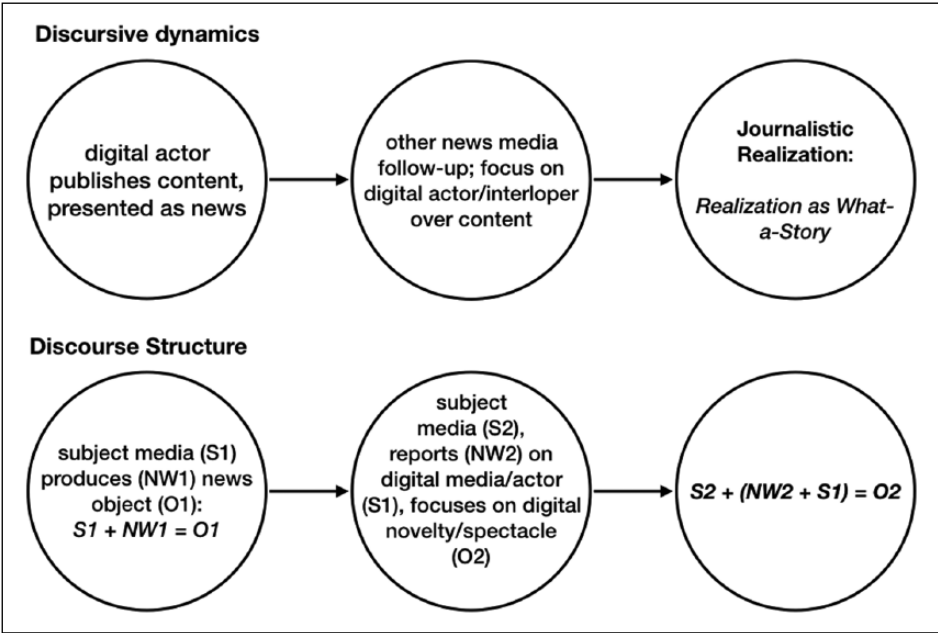 Discursive dynamics
digital actor
publishes content,
presented as news
other news media
follow-up; focus on
digital actor/interloper
over content
Journalistic
Realization:
Realization as What-
a-Story
Discourse Structure
subject media (S1)
produces (NW1) news
object (O1):
S1 + NW1 = O1
subject
media (S2),
reports (NW2) on
digital media/actor
(S1), focuses on digital
novelty/spectacle
(O2)
S2 + (NW2 + S1) = O2